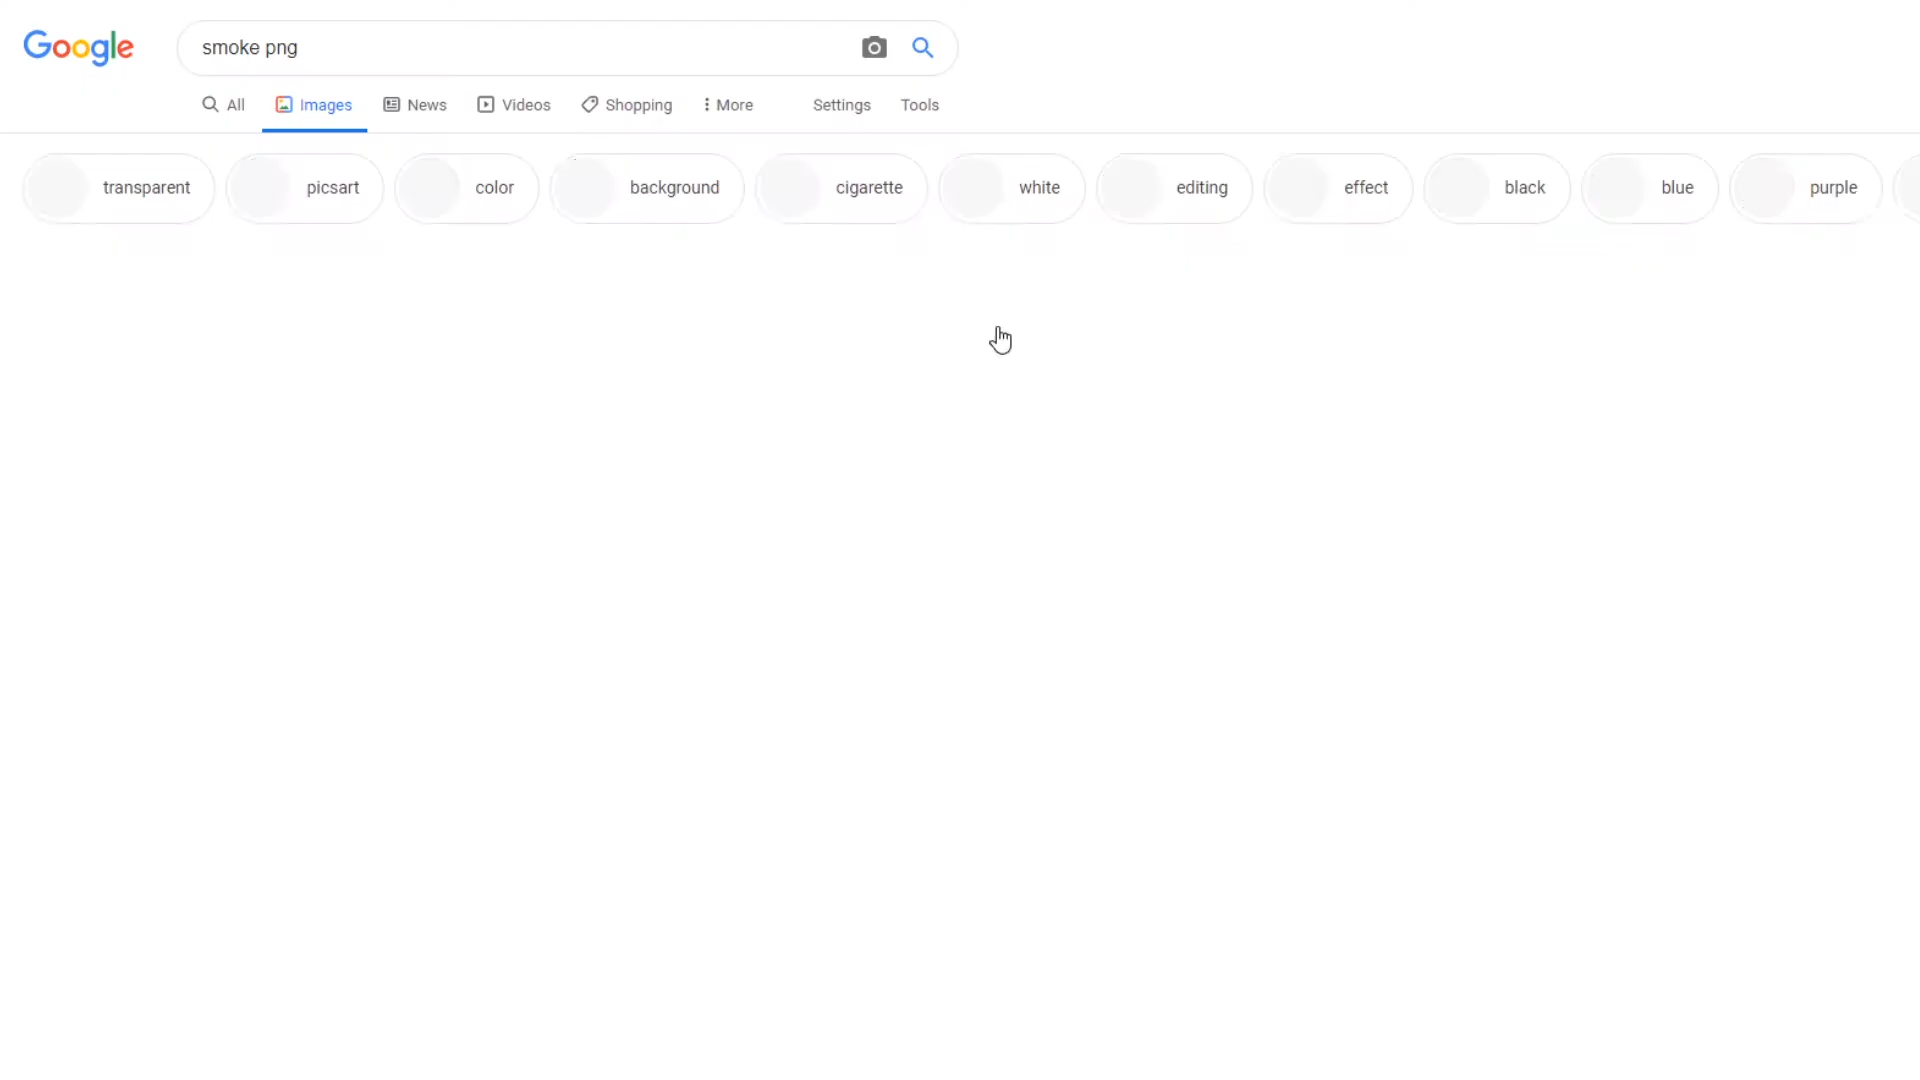 Google
smoke png
All Images News Videos Shopping More Settings Tools
transparent picsart color background cigarette white editing effect black blue purple